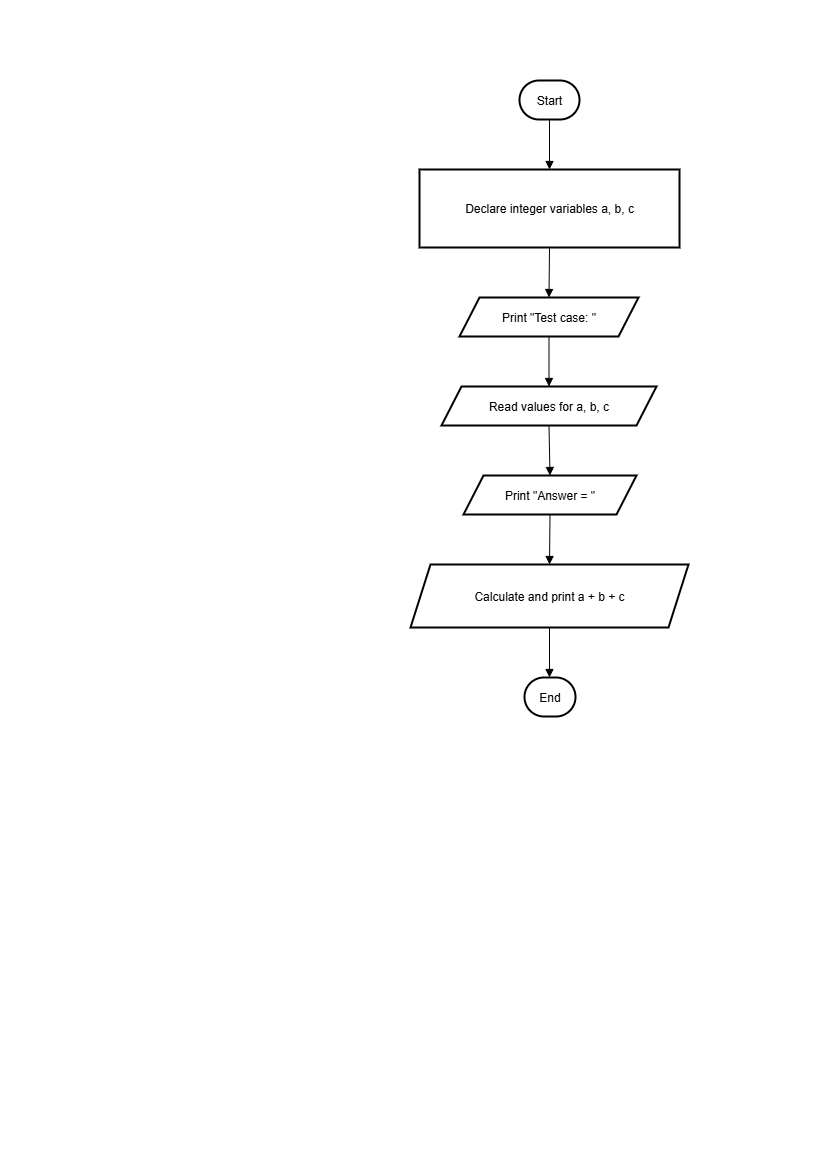 Start
Declare integer variables a, b, c
Print "Test case: "
Read values for a, b, c
Print "Answer = "
Calculate and print a + b + c
End